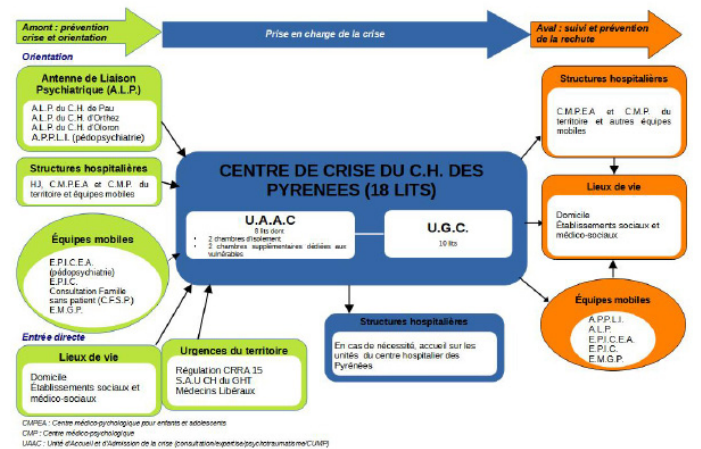 Amont : prévention
crise et orientation
Prise en charge de la crise
Aval : suivi et prévention
de la rechute
Orientation
Antenne de Liaison
Psychiatrique (A.L.P.)
A.L.P. du C.H. de Pau
A.L.P. du C.H. d'Orthez
A.L.P. du C.H. d'Oloron
A.P.P.L.I. (pédopsychiatrie)
Structures hospitalières
HJ, C.M.P.E.A et C.M.P. du
territoire et équipes mobiles
Équipes mobiles
E.P.I.C.E.A.
(pédopsychiatrie)
E.P.I.C.
Consultation Famille
sans patient (C.F.S.P.)
E.M.G.P.
Entrée directe
Lieux de vie
Domicile
Établissements sociaux et
médico-sociaux
Urgences du territoire
Régulation CRRA 15
S.A.U CH du GHT
Médecins Libéraux
CENTRE DE CRISE DU C.H. DES
PYRENEES (18 LITS)
U.A.A.C
8 lits dont
• 2 chambres d'isolement
• 2 chambres supplémentaires dédiées aux
vulnérables
U.G.C.
10 lits
Structures hospitalières
En cas de nécessité, accueil sur les
unités du centre hospitalier des
Pyrénées
Structures hospitalières
C.M.P.E.A et C.M.P. du
territoire et autres équipes
mobiles
Lieux de vie
Domicile
Établissements sociaux et
médico-sociaux
Équipes mobiles
A.P.P.L.I.
A.L.P.
E.P.I.C.E.A.
E.P.I.C.
E.M.G.P.
CMPEA : Centre médico-pychologique pour enfants et adolescents
CMP : Centre médico-psychologique
UAAC : Unité d'Accueil et d'Admission de la crise (consultation/expertise/psychotraumatisme/CUMP)